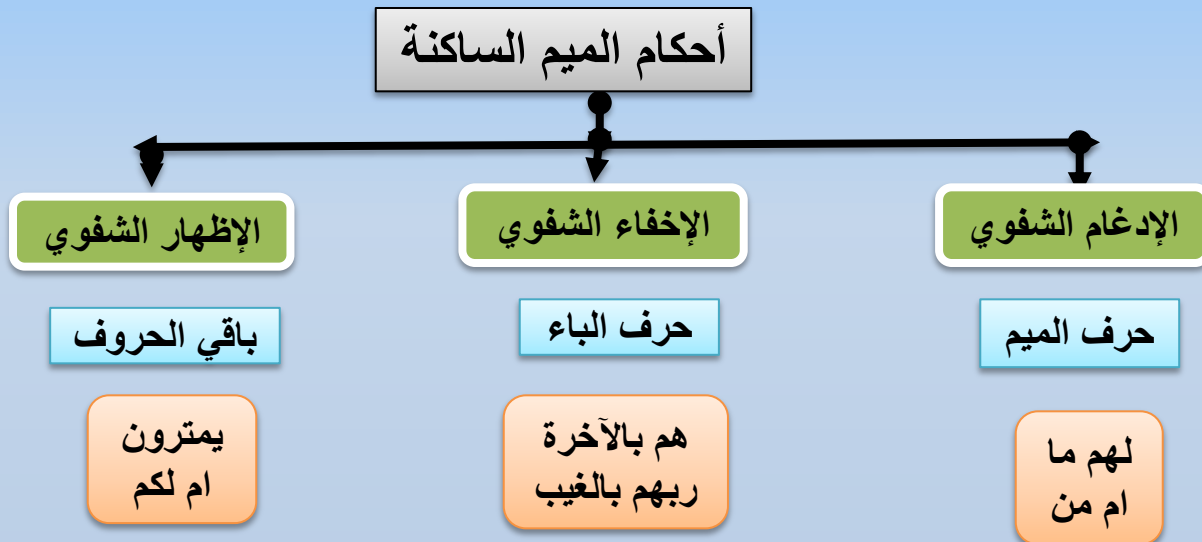 أحكام الميم الساكنة
الإدغام الشفوي
الإخفاء الشفوي
الإظهار الشفوي
حرف الميم
حرف الباء
باقي الحروف
لهم ما
ام من
هم بالآخرة
ربهم بالغيب
يمترون
ام لكم